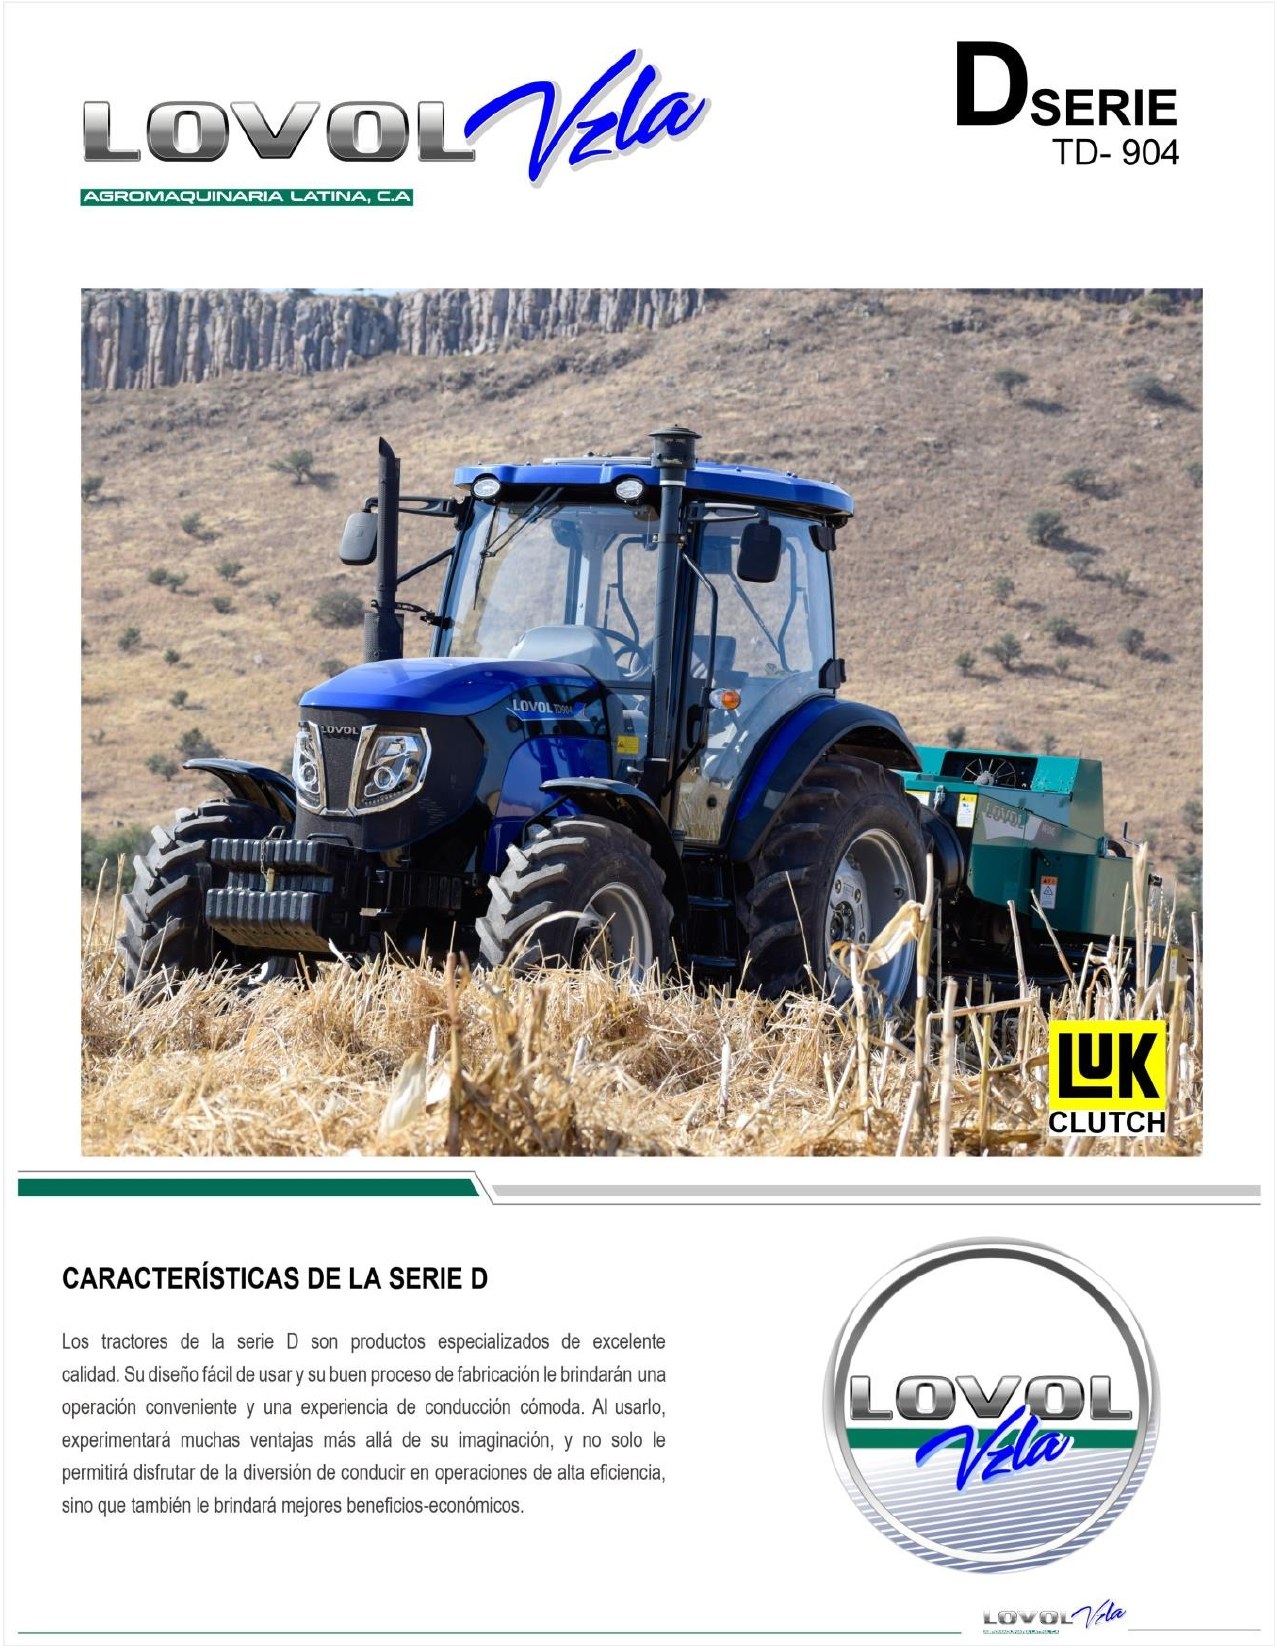 LOVOL Vzla
AGROMAQUINARIA LATINA, C.A
D SERIE
TD- 904
LOVOL TD904
LOVOL
LOVOL
LUK
CLUTCH
CARACTERÍSTICAS DE LA SERIE D
Los tractores de la serie D son productos especializados de excelente
calidad. Su diseño fácil de usar y su buen proceso de fabricación le brindarán una
operación conveniente y una experiencia de conducción cómoda. Al usarlo,
experimentará muchas ventajas más allá de su imaginación, y no solo le
permitirá disfrutar de la diversión de conducir en operaciones de alta eficiencia,
sino que también le brindará mejores beneficios-económicos.
LOVOL
Vzla
LOVOL Vzla
AGROMAQUINARIA LATINA, C.A